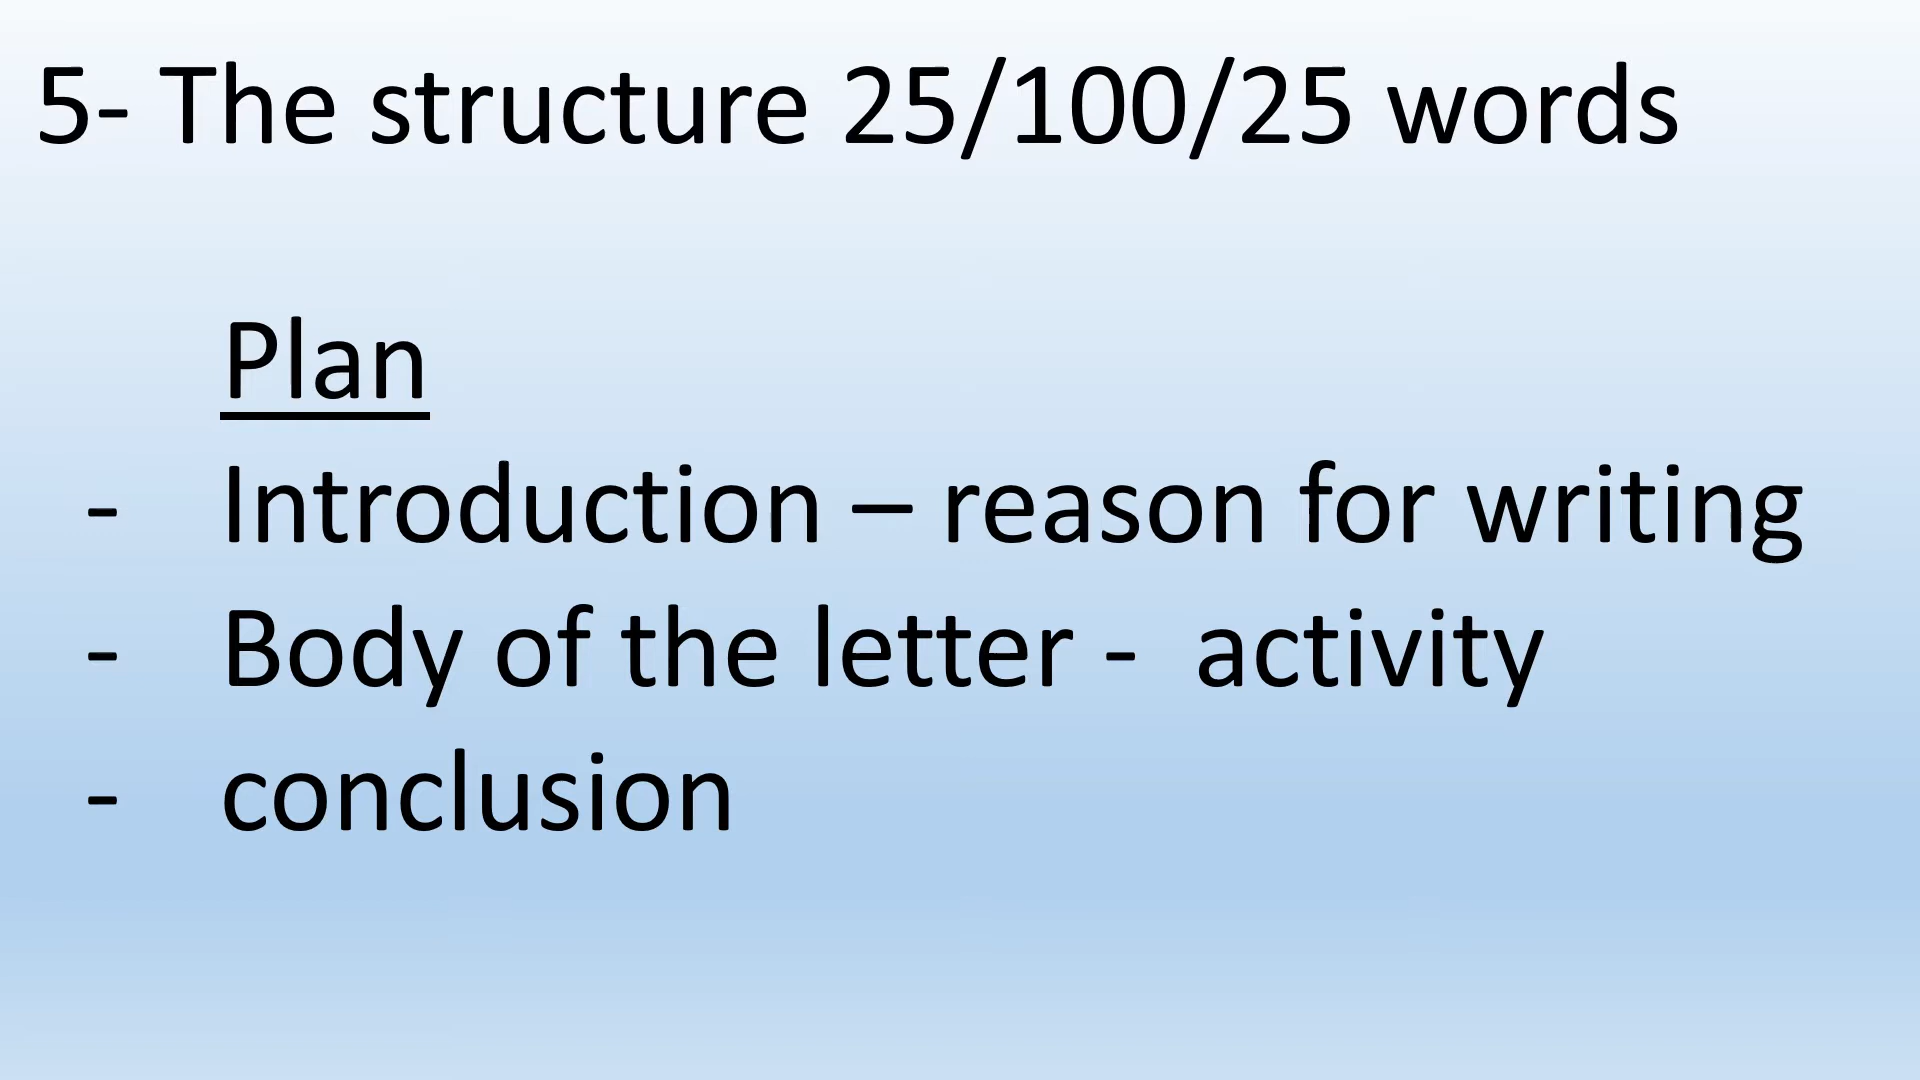 5- The structure 25/100/25 words
Plan
- Introduction – reason for writing
- Body of the letter - activity
- conclusion